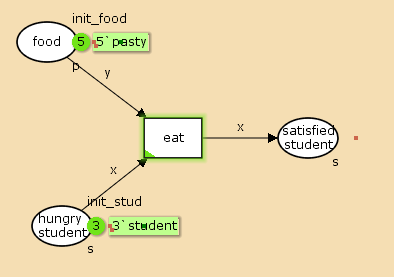 init_food
food
5
5`pasty
p
y
eat
x
satisfied
student
s
x
init_stud
hungry
student
3
3`student
s